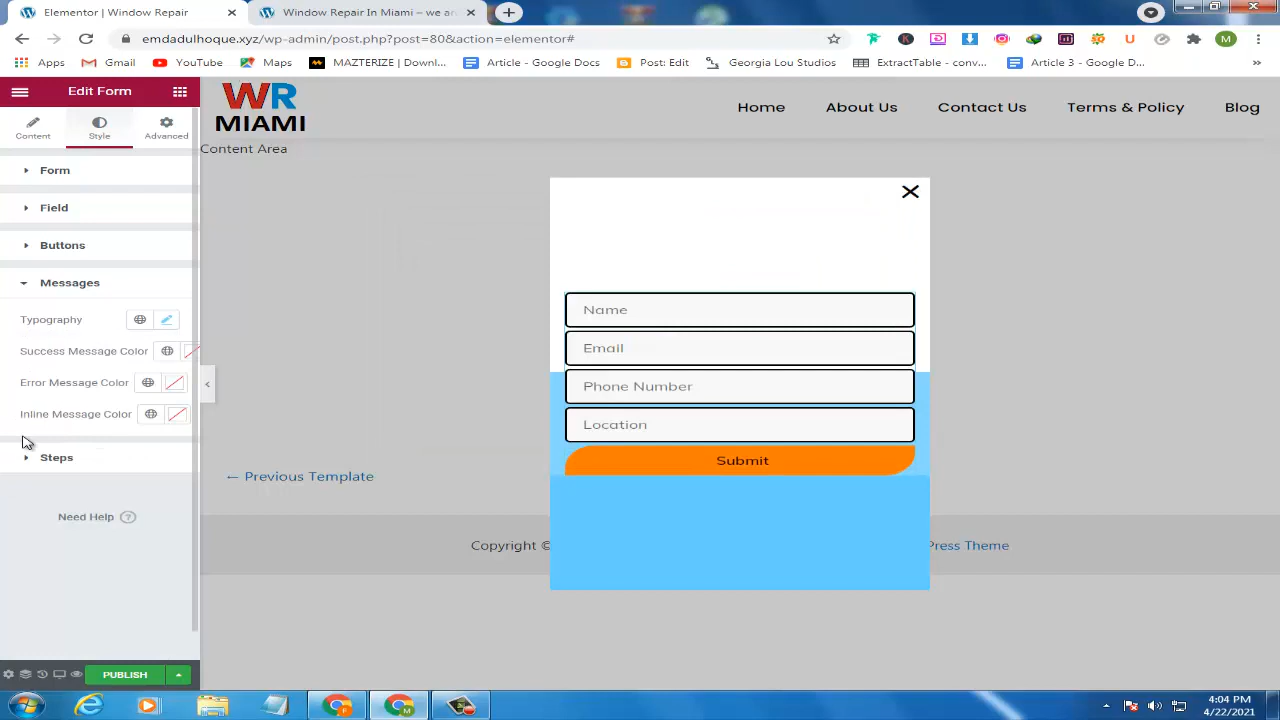 Elementor | Window Repair
Window Repair In Miami – we ar
emdadulhoque.xyz/wp-admin/post.php?post=80&action=elementor#
M
Apps
Gmail
YouTube
Maps
MAZTERIZE | Downl...
Article - Google Docs
Post Edit
Georgia Lou Studios
ExtractTable - conv...
Article 3 - Google D...
»
Edit Form
WR
MIAMI
Home
About Us
Contact Us
Terms & Policy
Blog
Content
Style
Advanced
Content Area
Form
Field
Buttons
Messages
Typography
Success Message Color
Error Message Color
Inline Message Color
Steps
Need Help ?
Name
Email
Phone Number
Location
Submit
← Previous Template
Copyright ©
Press Theme
PUBLISH
4:04 PM
4/22/2021